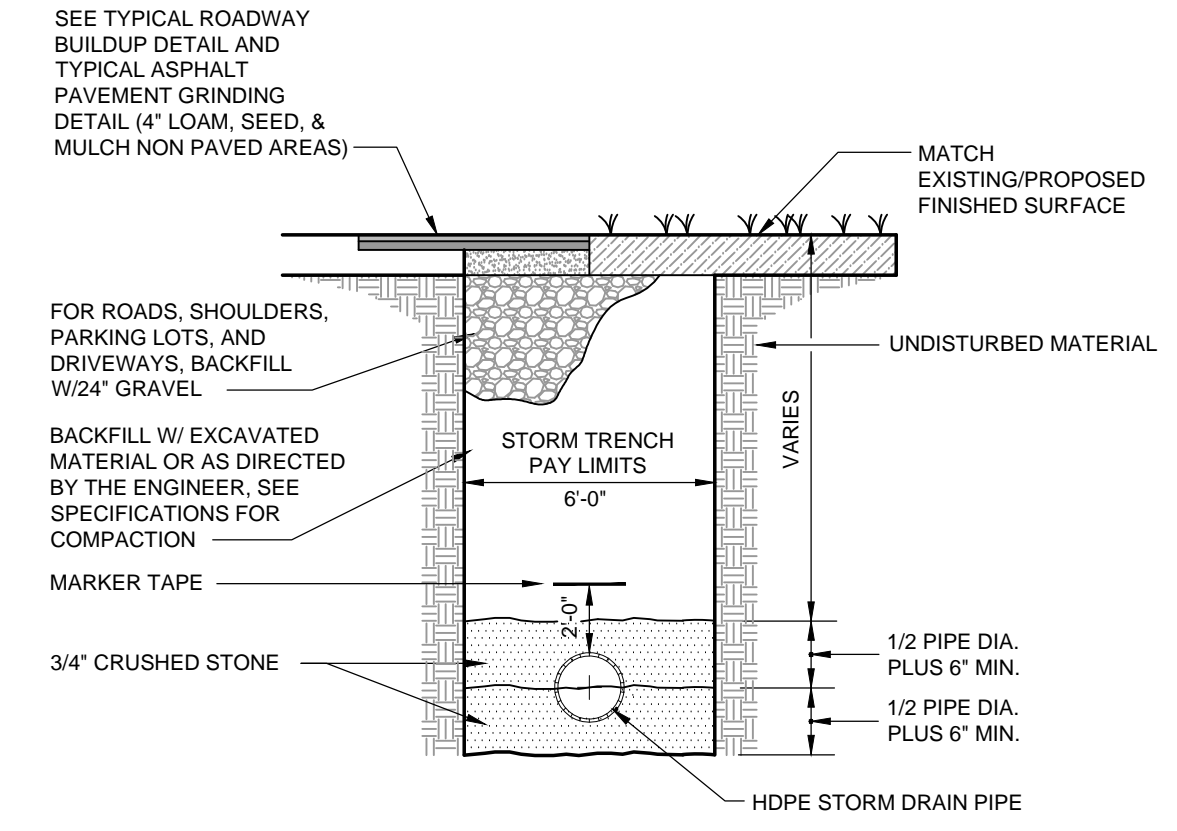 SEE TYPICAL ROADWAY
BUILDUP DETAIL AND
TYPICAL ASPHALT
PAVEMENT GRINDING
DETAIL (4" LOAM, SEED, &
MULCH NON PAVED AREAS)
MATCH
EXISTING/PROPOSED
FINISHED SURFACE
FOR ROADS, SHOULDERS,
PARKING LOTS, AND
DRIVEWAYS, BACKFILL
W/24" GRAVEL
UNDISTURBED MATERIAL
VARIES
BACKFILL W/ EXCAVATED
MATERIAL OR AS DIRECTED
BY THE ENGINEER, SEE
SPECIFICATIONS FOR
COMPACTION
STORM TRENCH
PAY LIMITS
6'-0"
MARKER TAPE
2'-0"
3/4" CRUSHED STONE
1/2 PIPE DIA.
PLUS 6" MIN.
1/2 PIPE DIA.
PLUS 6" MIN.
HDPE STORM DRAIN PIPE